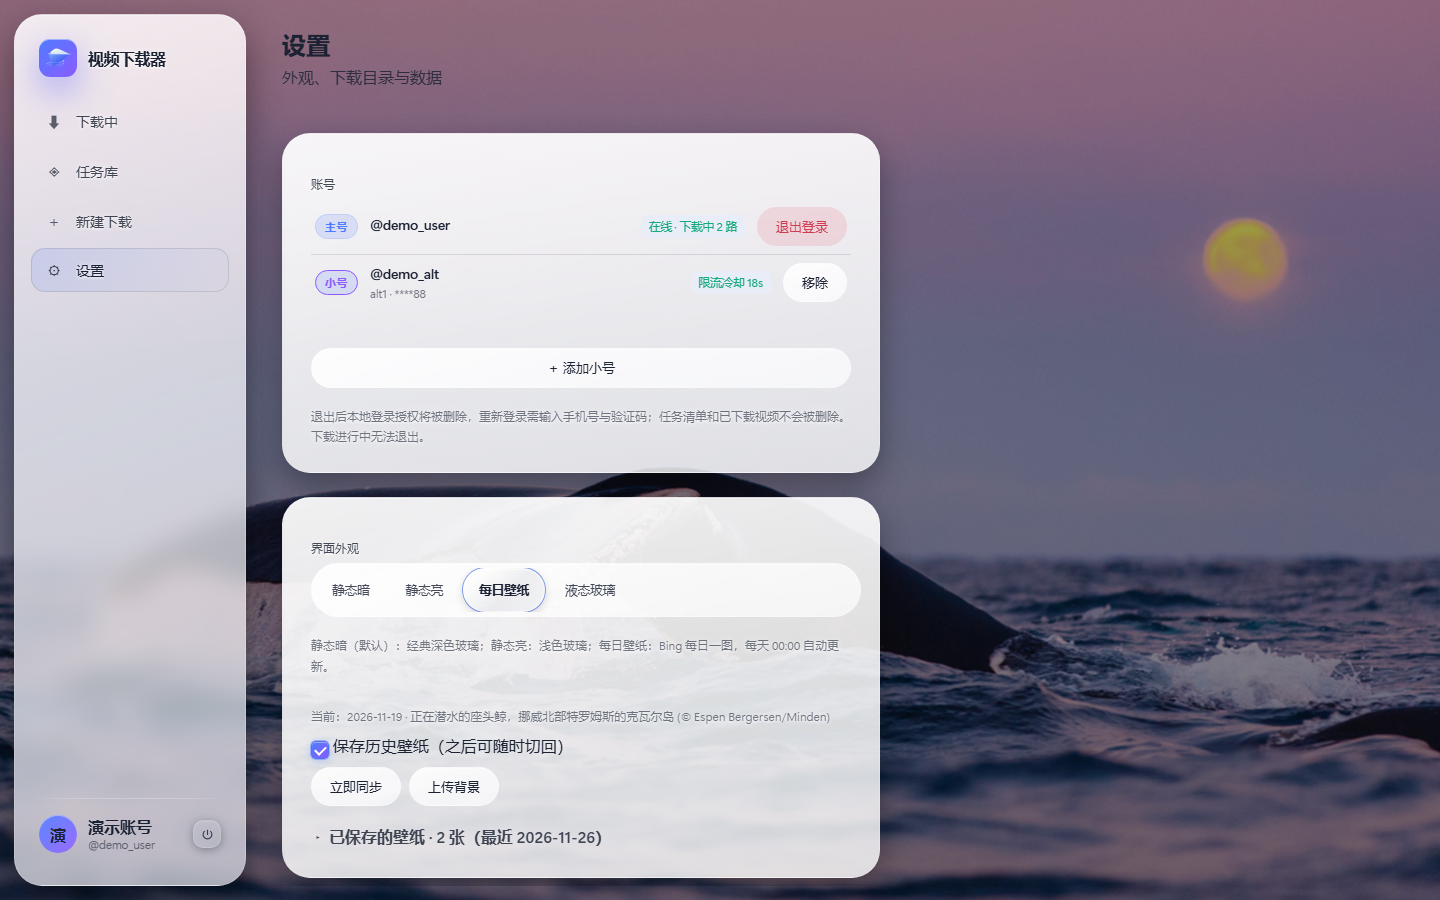 视频下载器
下载中
任务库
新建下载
设置
演
演示账号
@demo_user
设置
外观、下载目录与数据
账号
主号 @demo_user 在线 · 下载中 2 路 退出登录
小号 @demo_alt 限流冷却 18s 移除
alt1 · ****88
+ 添加小号
退出后本地登录授权将被删除，重新登录需输入手机号与验证码；任务清单和已下载视频不会被删除。
下载进行中无法退出。
界面外观
静态暗 静态亮 每日壁纸 液态玻璃
静态暗（默认）：经典深色玻璃；静态亮：浅色玻璃；每日壁纸：Bing 每日一图，每天 00:00 自动更
新。
当前：2026-11-19 · 正在潜水的座头鲸，挪威北部特罗姆斯的克瓦尔岛 (© Espen Bergersen/Minden)
保存历史壁纸（之后可随时切回）
立即同步 上传背景
已保存的壁纸 · 2 张（最近 2026-11-26）